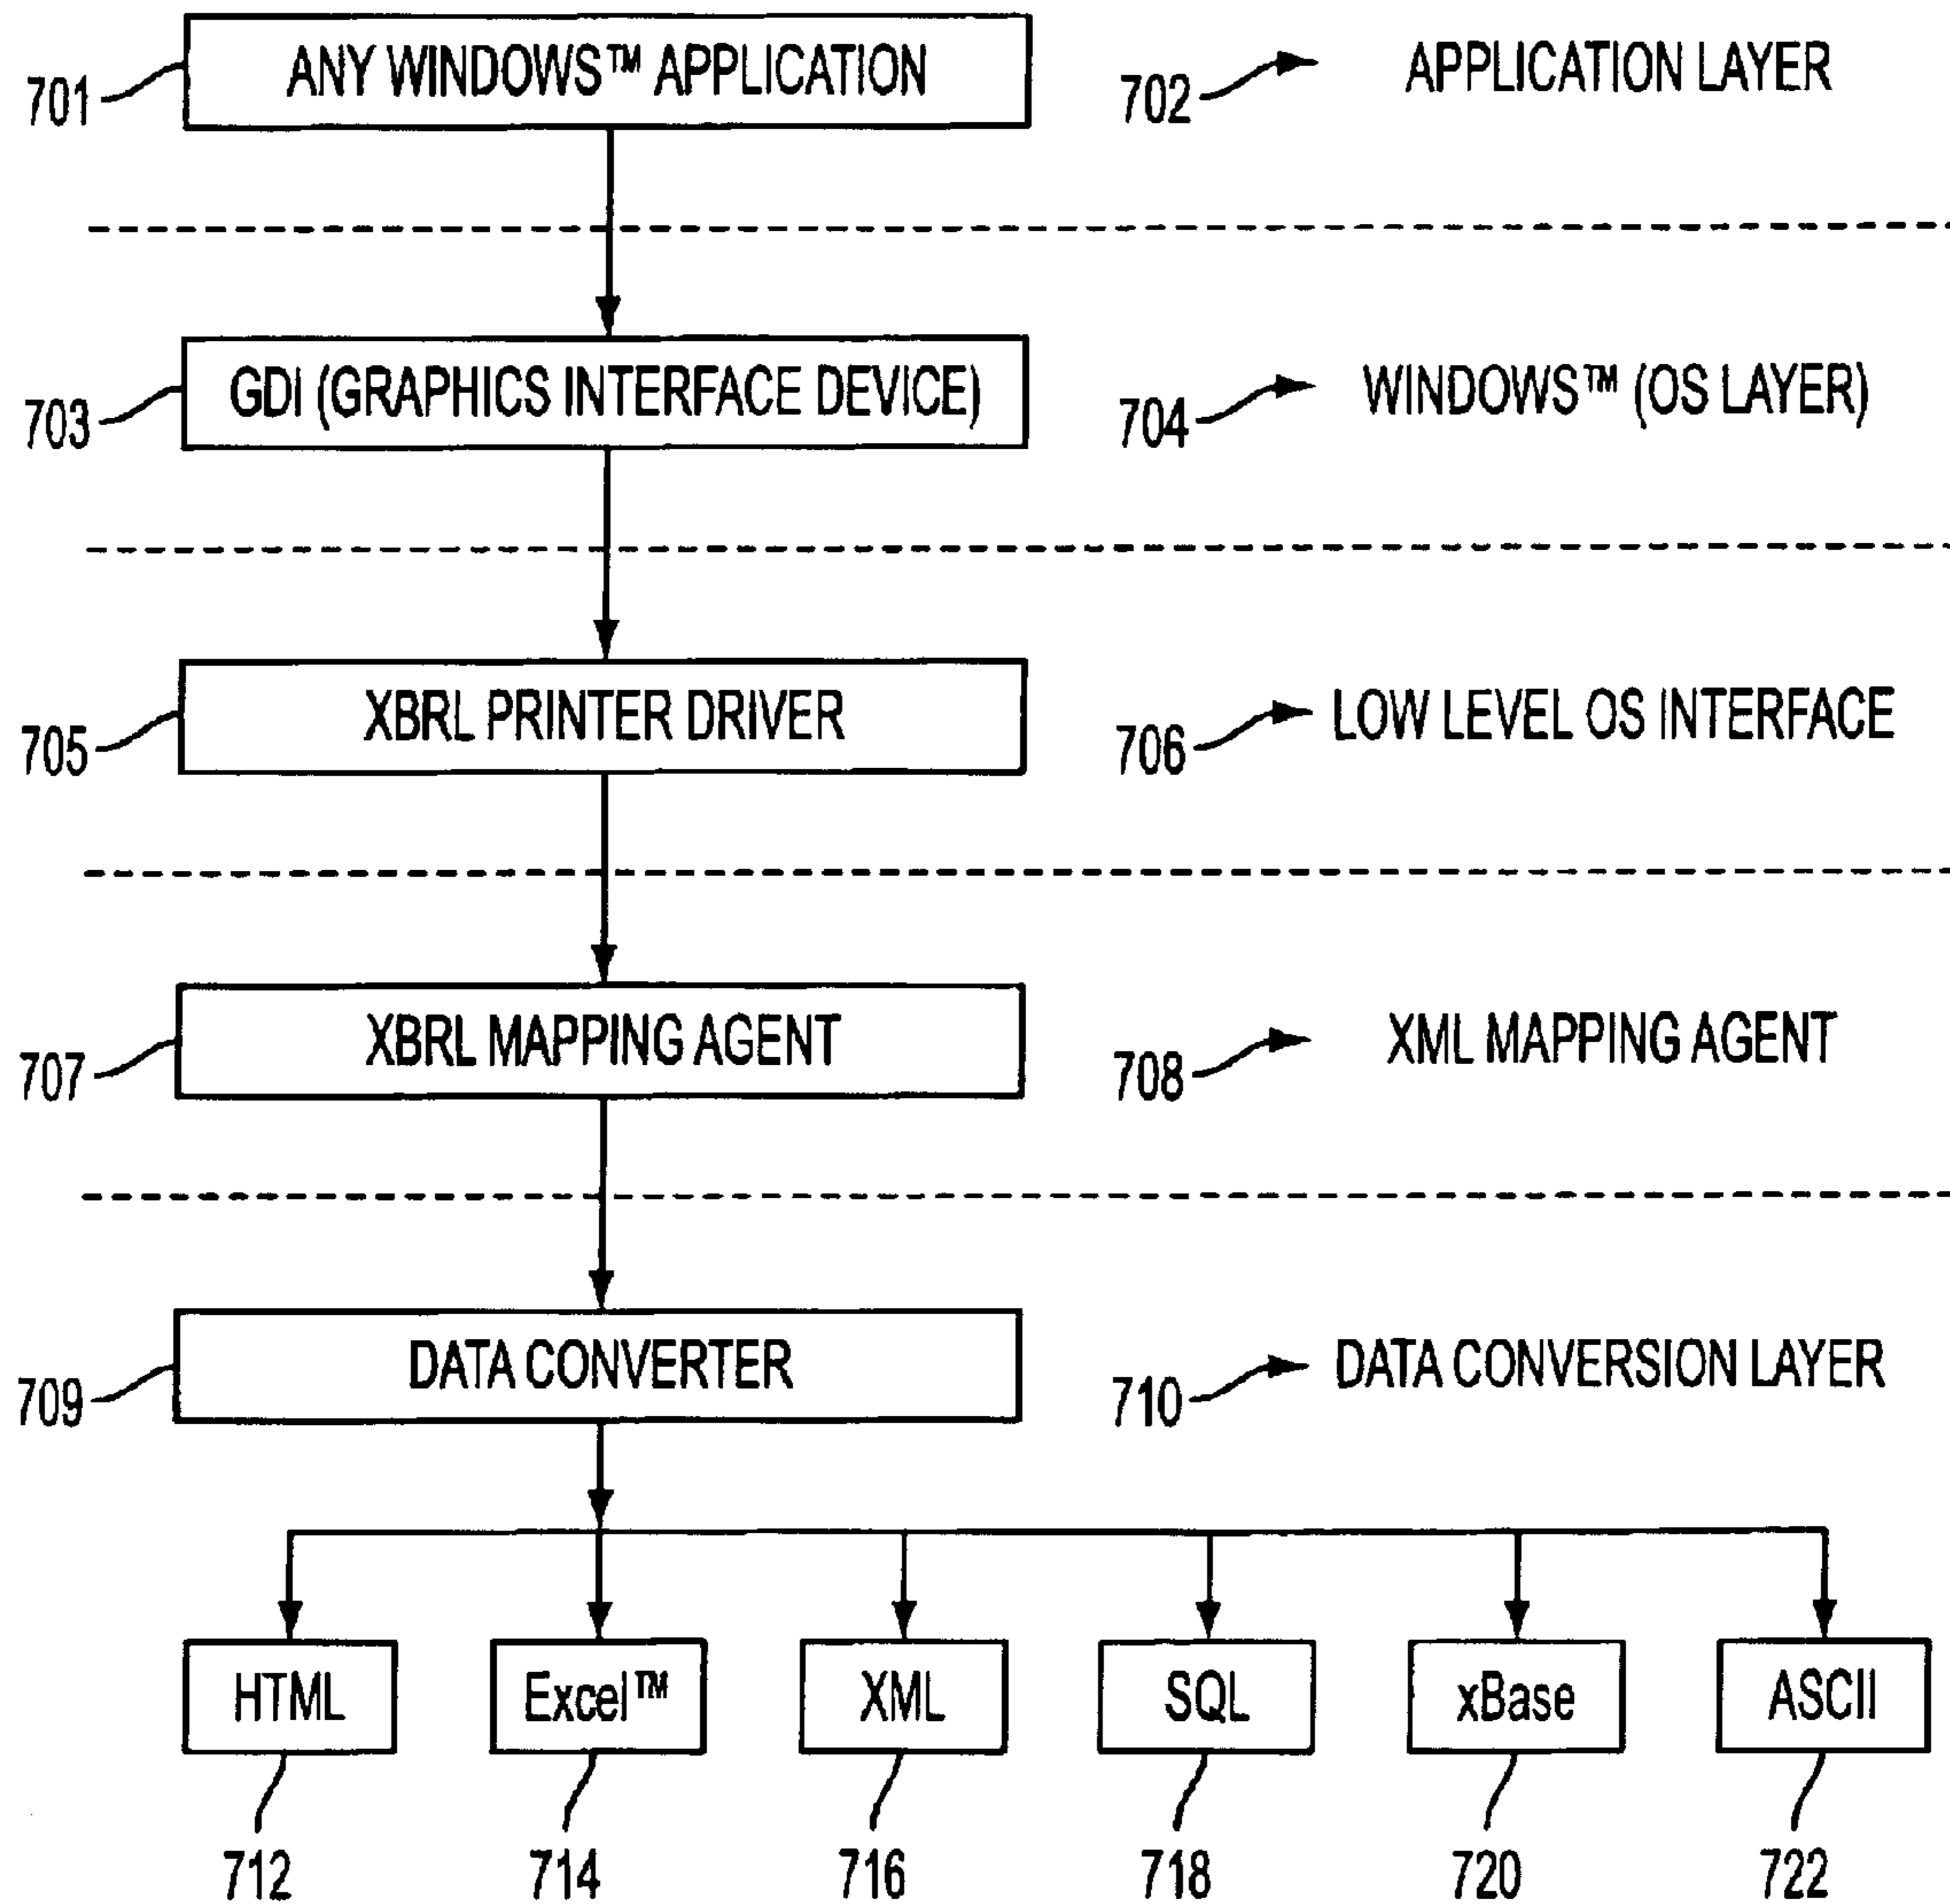 ANY WINDOWS™ APPLICATION
701
702
APPLICATION LAYER
GDI (GRAPHICS INTERFACE DEVICE)
703
704
WINDOWS™ (OS LAYER)
XBRL PRINTER DRIVER
705
706
LOW LEVEL OS INTERFACE
XBRL MAPPING AGENT
707
708
XML MAPPING AGENT
DATA CONVERTER
709
710
DATA CONVERSION LAYER
HTML
Excel™
XML
SQL
xBase
ASCII
712
714
716
718
720
722